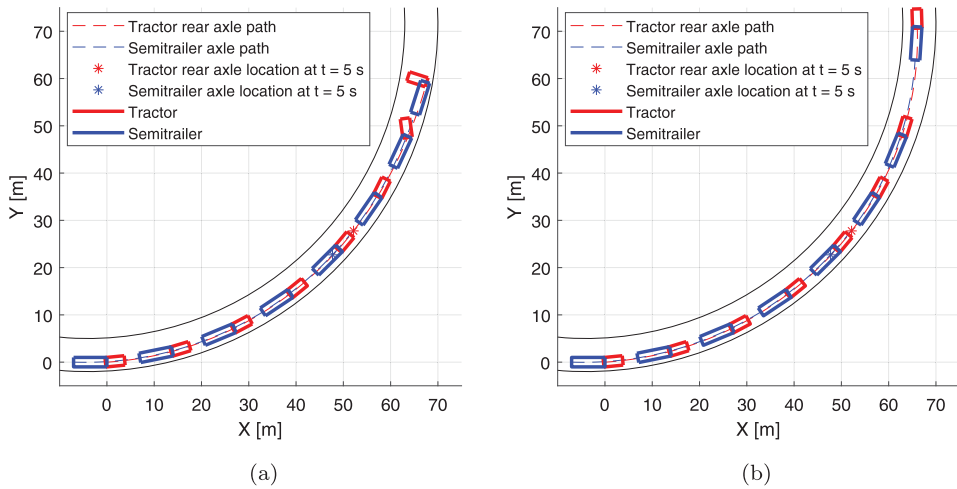 Tractor rear axle path
Semitrailer axle path
Tractor rear axle location at t = 5 s
Semitrailer axle location at t = 5 s
Tractor
Semitrailer
70
60
50
40
30
20
10
0
Y [m]
0 10 20 30 40 50 60 70
X [m]
(a)
Tractor rear axle path
Semitrailer axle path
Tractor rear axle location at t = 5 s
Semitrailer axle location at t = 5 s
Tractor
Semitrailer
70
60
50
40
30
20
10
0
Y [m]
0 10 20 30 40 50 60 70
X [m]
(b)